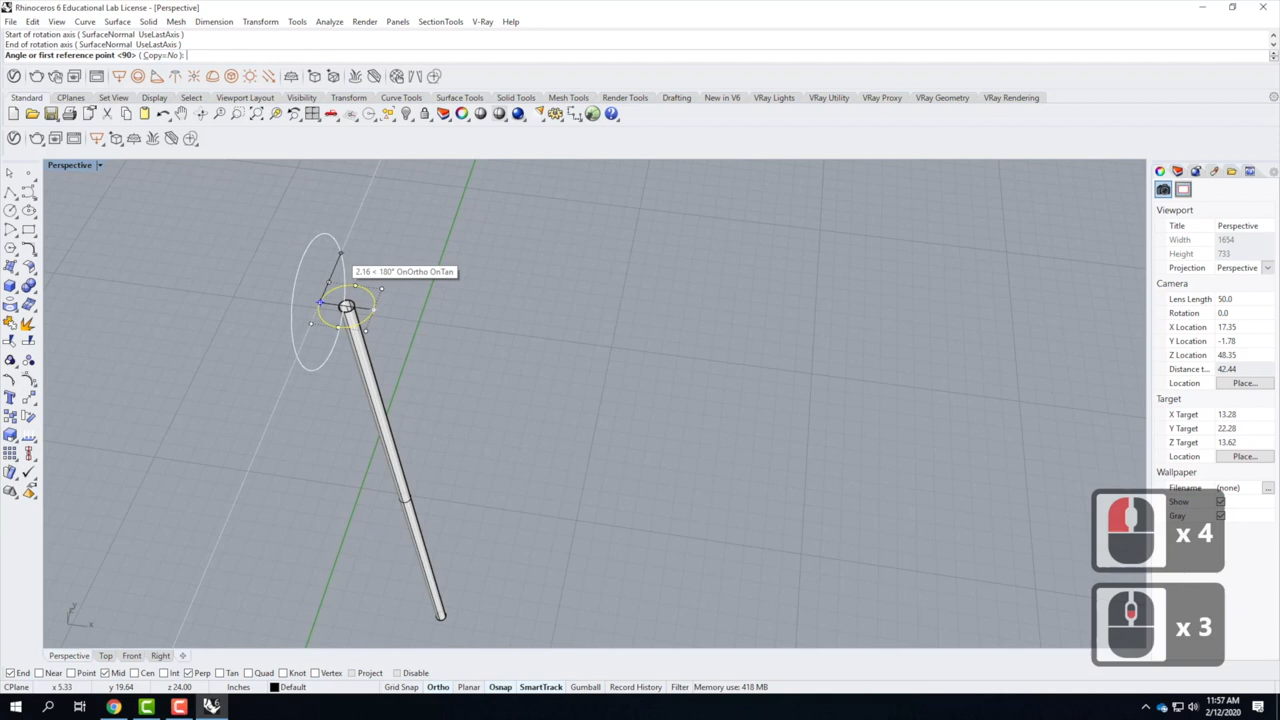 Rhinoceros 6 Educational Lab License - [Perspective]
File Edit View Curve Surface Solid Mesh Dimension Transform Tools Analyze Render Panels SectionTools V-Ray Help
Start of rotation axis ( SurfaceNormal UseLastAxis )
End of rotation axis ( SurfaceNormal UseLastAxis )
Angle or first reference point <90> ( Copy=No ):
Standard CPlanes Set View Display Select Viewport Layout Visibility Transform Curve Tools Surface Tools Solid Tools Mesh Tools Render Tools Drafting New in V6 VRay Lights VRay Utility VRay Proxy VRay Geometry VRay Rendering
Perspective
2.16 < 180° OnOrtho OnTan
y
x
Viewport
Title Perspective
Width 1654
Height 733
Projection Perspective
Camera
Lens Length 50.0
Rotation 0.0
X Location 17.35
Y Location -1.78
Z Location 48.35
Distance t... 42.44
Location Place...
Target
X Target 13.28
Y Target 22.28
Z Target 13.62
Location Place...
Wallpaper
Filename (none) ...
Show
Gray
x 4
x 3
Perspective Top Front Right
End Near Point Mid Cen Int Perp Tan Quad Knot Vertex Project Disable
CPlane x 5.33 y 19.64 z 24.00 Inches Default Grid Snap Ortho Planar Osnap SmartTrack Gumball Record History Filter Memory use: 418 MB
11:57 AM
2/12/2020